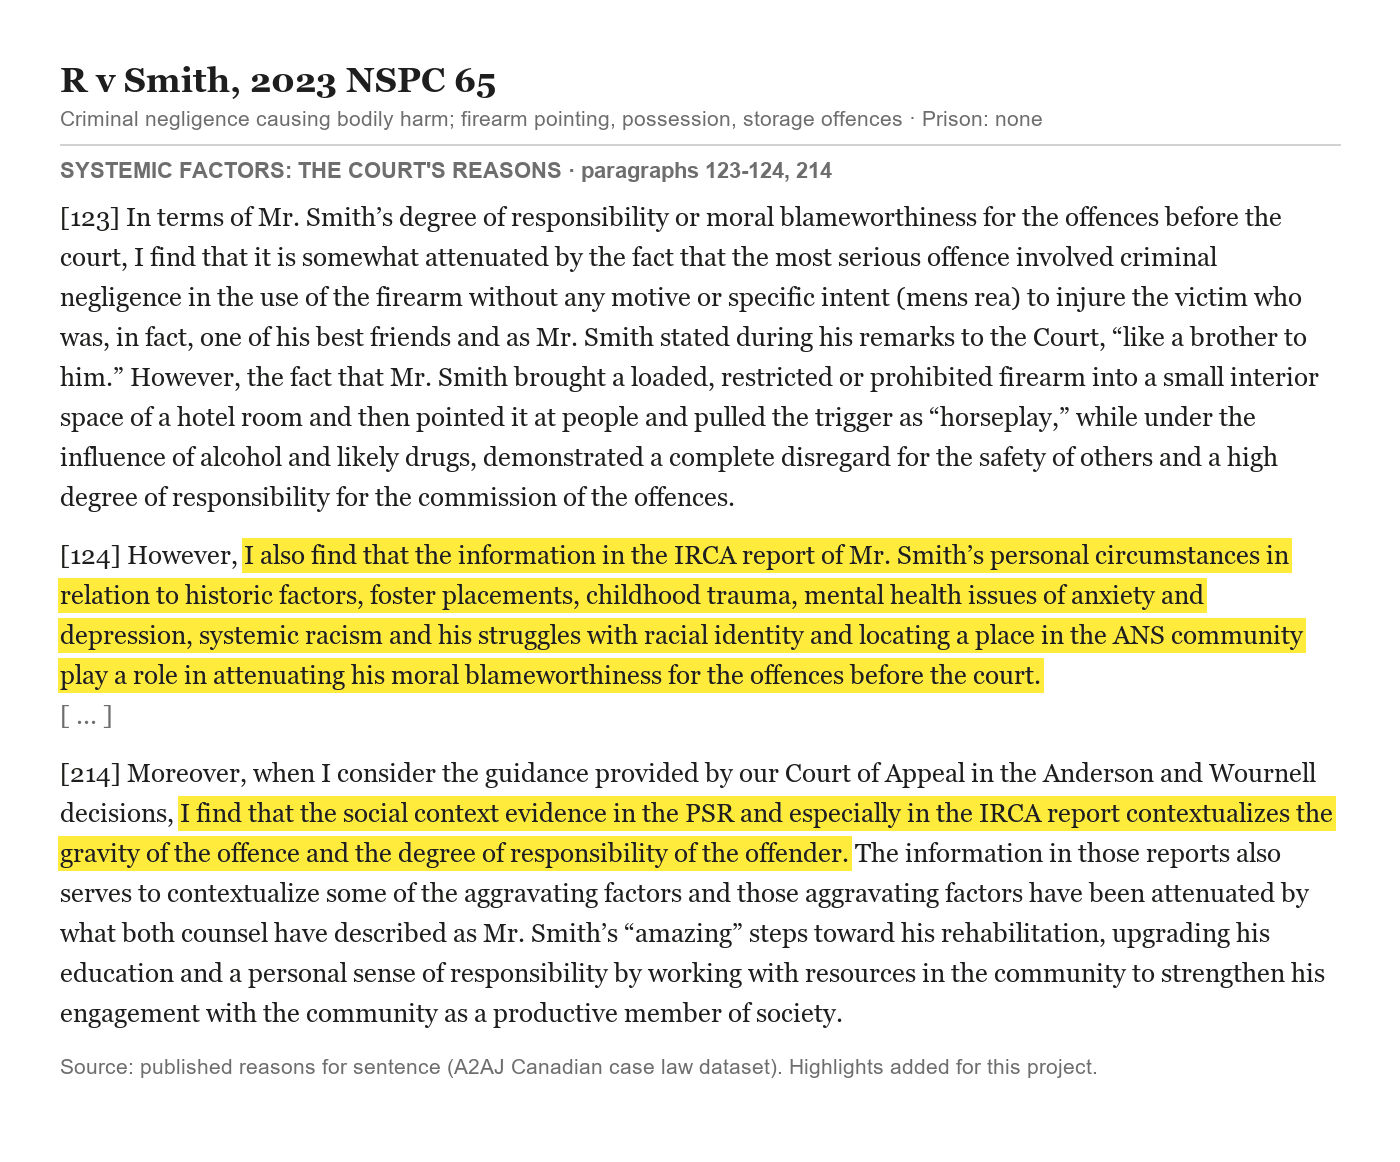 R v Smith, 2023 NSPC 65
Criminal negligence causing bodily harm; firearm pointing, possession, storage offences · Prison: none
SYSTEMIC FACTORS: THE COURT'S REASONS · paragraphs 123-124, 214
[123] In terms of Mr. Smith’s degree of responsibility or moral blameworthiness for the offences before the
court, I find that it is somewhat attenuated by the fact that the most serious offence involved criminal
negligence in the use of the firearm without any motive or specific intent (mens rea) to injure the victim who
was, in fact, one of his best friends and as Mr. Smith stated during his remarks to the Court, “like a brother to
him.” However, the fact that Mr. Smith brought a loaded, restricted or prohibited firearm into a small interior
space of a hotel room and then pointed it at people and pulled the trigger as “horseplay,” while under the
influence of alcohol and likely drugs, demonstrated a complete disregard for the safety of others and a high
degree of responsibility for the commission of the offences.
[124] However, I also find that the information in the IRCA report of Mr. Smith’s personal circumstances in
relation to historic factors, foster placements, childhood trauma, mental health issues of anxiety and
depression, systemic racism and his struggles with racial identity and locating a place in the ANS community
play a role in attenuating his moral blameworthiness for the offences before the court.
[ ... ]
[214] Moreover, when I consider the guidance provided by our Court of Appeal in the Anderson and Wournell
decisions, I find that the social context evidence in the PSR and especially in the IRCA report contextualizes the
gravity of the offence and the degree of responsibility of the offender. The information in those reports also
serves to contextualize some of the aggravating factors and those aggravating factors have been attenuated by
what both counsel have described as Mr. Smith’s “amazing” steps toward his rehabilitation, upgrading his
education and a personal sense of responsibility by working with resources in the community to strengthen his
engagement with the community as a productive member of society.
Source: published reasons for sentence (A2AJ Canadian case law dataset). Highlights added for this project.